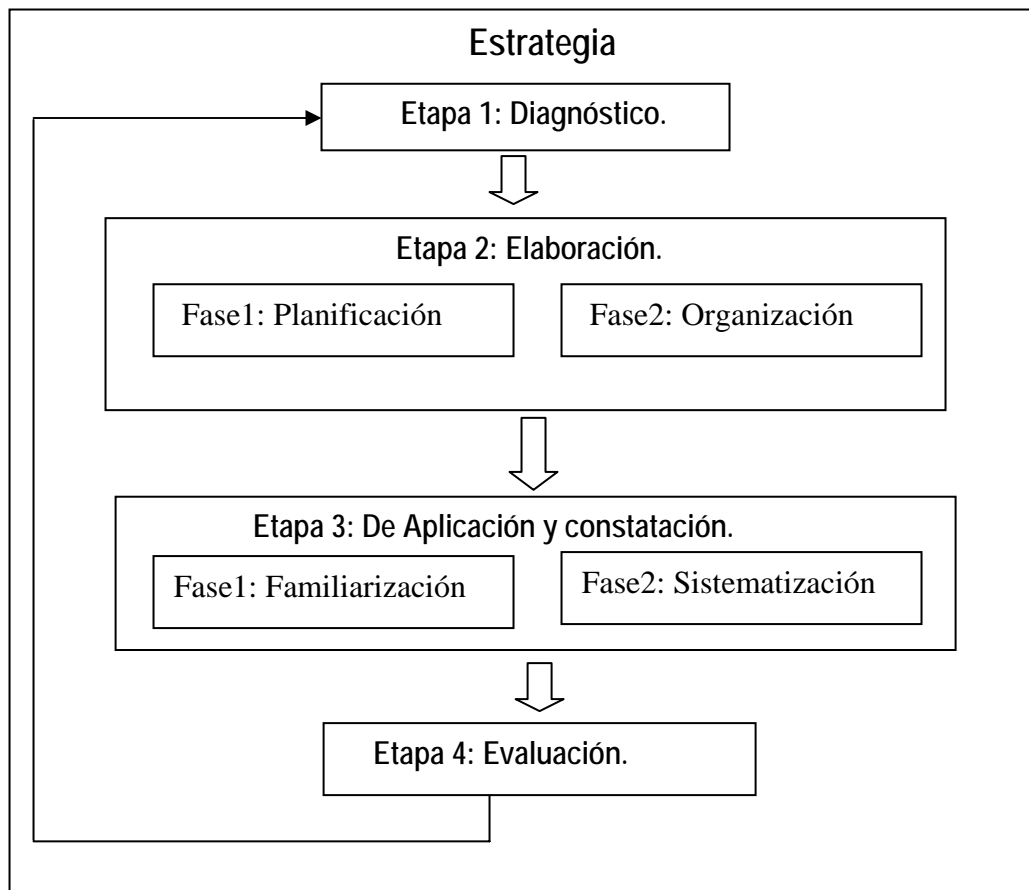 Estrategia
Etapa 1: Diagnóstico.
Etapa 2: Elaboración.
Fase1: Planificación
Fase2: Organización
Etapa 3: De Aplicación y constatación.
Fase1: Familiarización
Fase2: Sistematización
Etapa 4: Evaluación.